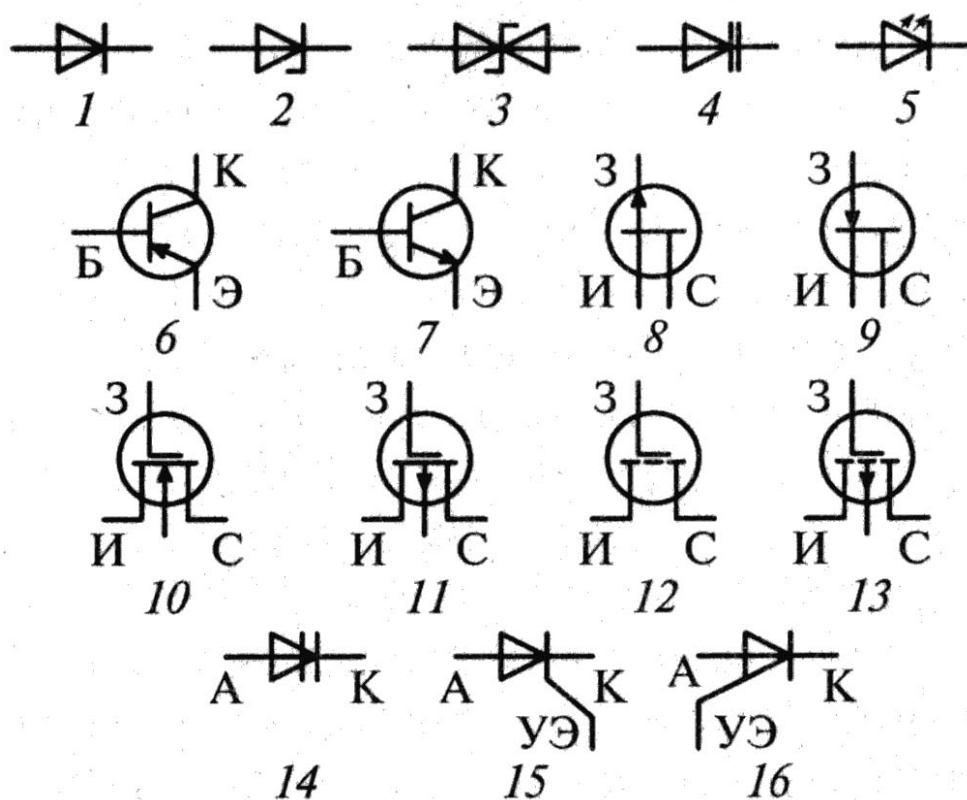 1 2 3 4 5
К К З З
Б Э Б Э И С И С
6 7 8 9
З З З З
И С И С И С И С
10 11 12 13
А К А К А К
УЭ УЭ
14 15 16